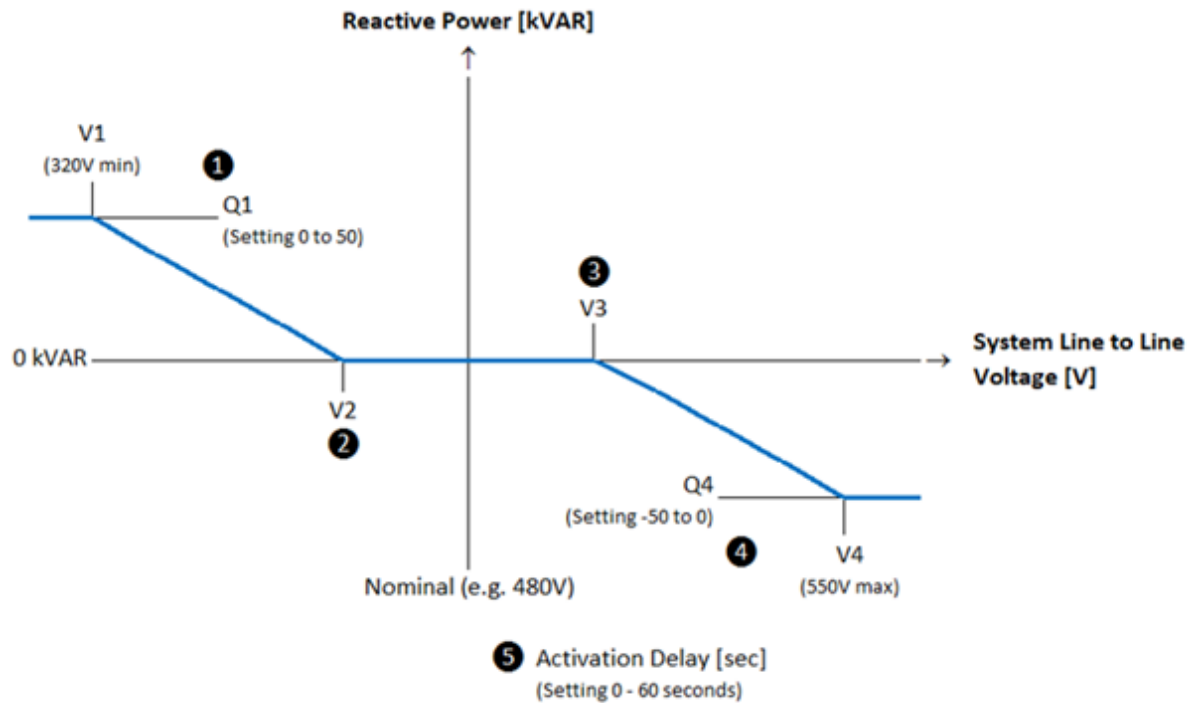 Reactive Power [kVAR]
V1
(320V min)
1
Q1
(Setting 0 to 50)
3
V3
0 kVAR
System Line to Line
Voltage [V]
V2
2
Q4
(Setting -50 to 0)
4
V4
(550V max)
Nominal (e.g. 480V)
5 Activation Delay [sec]
(Setting 0 - 60 seconds)